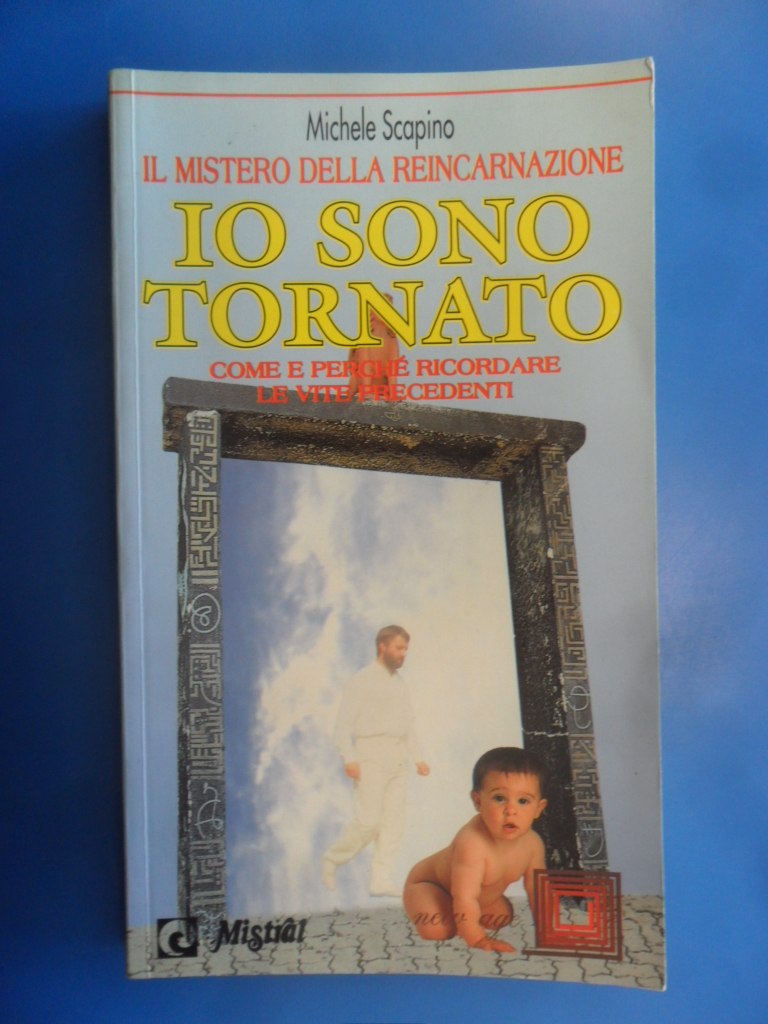 Michele Scapino
IL MISTERO DELLA REINCARNAZIONE
IO SONO
TORNATO
COME E PERCHÉ RICORDARE
LE VITE PRECEDENTI
new age
Mistral